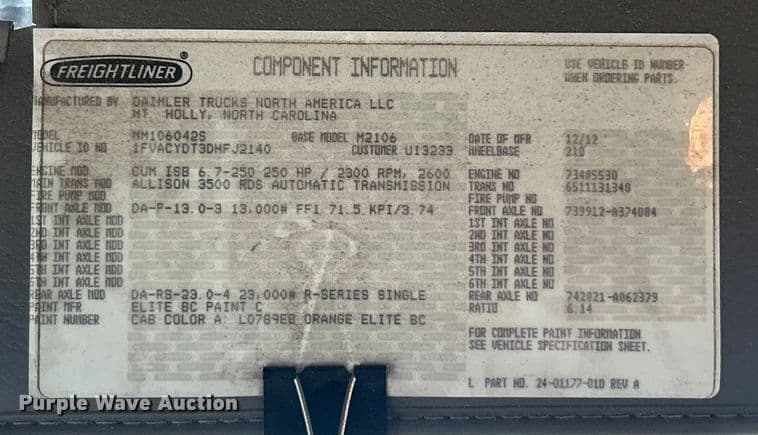 FREIGHTLINER®
COMPONENT INFORMATION
USE VEHICLE ID NUMBER
WHEN ORDERING PARTS
MANUFACTURED BY DAIMLER TRUCKS NORTH AMERICA LLC
MT. HOLLY, NORTH CAROLINA
MODEL MM106042S BASE MODEL M2106 DATE OF MFR 12/12
VEHICLE ID NO 1FVACYDT3DHFJ2140 CUSTOMER U13233 WHEELBASE 210
ENGINE MOD CUM ISB 6.7-250 250 HP / 2300 RPM, 2600 ENGINE NO 73485530
MAIN TRANS MOD ALLISON 3500 RDS AUTOMATIC TRANSMISSION TRANS NO 6511131340
FIRE PUMP MOD FIRE PUMP NO
FRONT AXLE MOD DA-F-13.0-3 13,000# FF1 71.5 KPI/3.74 FRONT AXLE NO 739912-A374084
1ST INT AXLE MOD 1ST INT AXLE NO
2ND INT AXLE MOD 2ND INT AXLE NO
3RD INT AXLE MOD 3RD INT AXLE NO
4TH INT AXLE MOD 4TH INT AXLE NO
5TH INT AXLE MOD 5TH INT AXLE NO
6TH INT AXLE MOD 6TH INT AXLE NO
REAR AXLE MOD DA-RS-23.0-4 23,000# R-SERIES SINGLE REAR AXLE NO 742821-A062379
PAINT MFR ELITE BC PAINT C RATIO 6.14
PAINT NUMBER CAB COLOR A: L0789EB ORANGE ELITE BC
FOR COMPLETE PAINT INFORMATION
SEE VEHICLE SPECIFICATION SHEET.
L PART NO. 24-01177-010 REV A
Purple Wave Auction